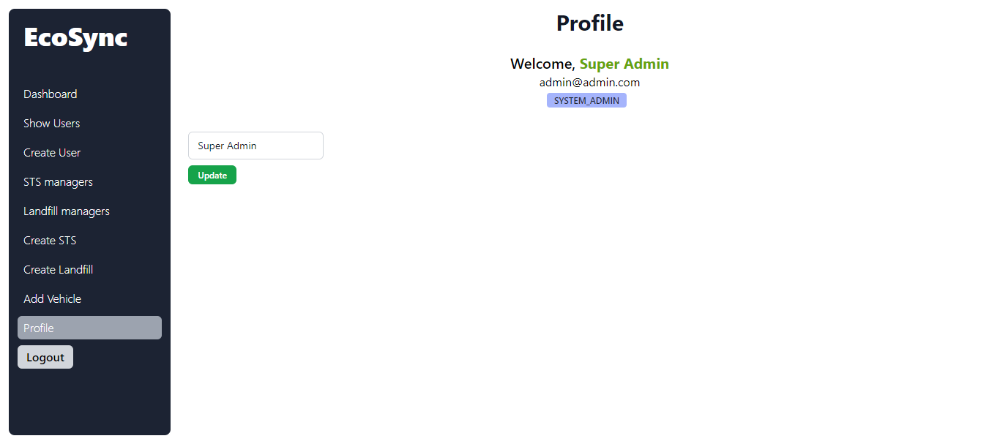 EcoSync
Dashboard
Show Users
Create User
STS managers
Landfill managers
Create STS
Create Landfill
Add Vehicle
Profile
Logout
Profile
Welcome, Super Admin
admin@admin.com
SYSTEM_ADMIN
Super Admin
Update